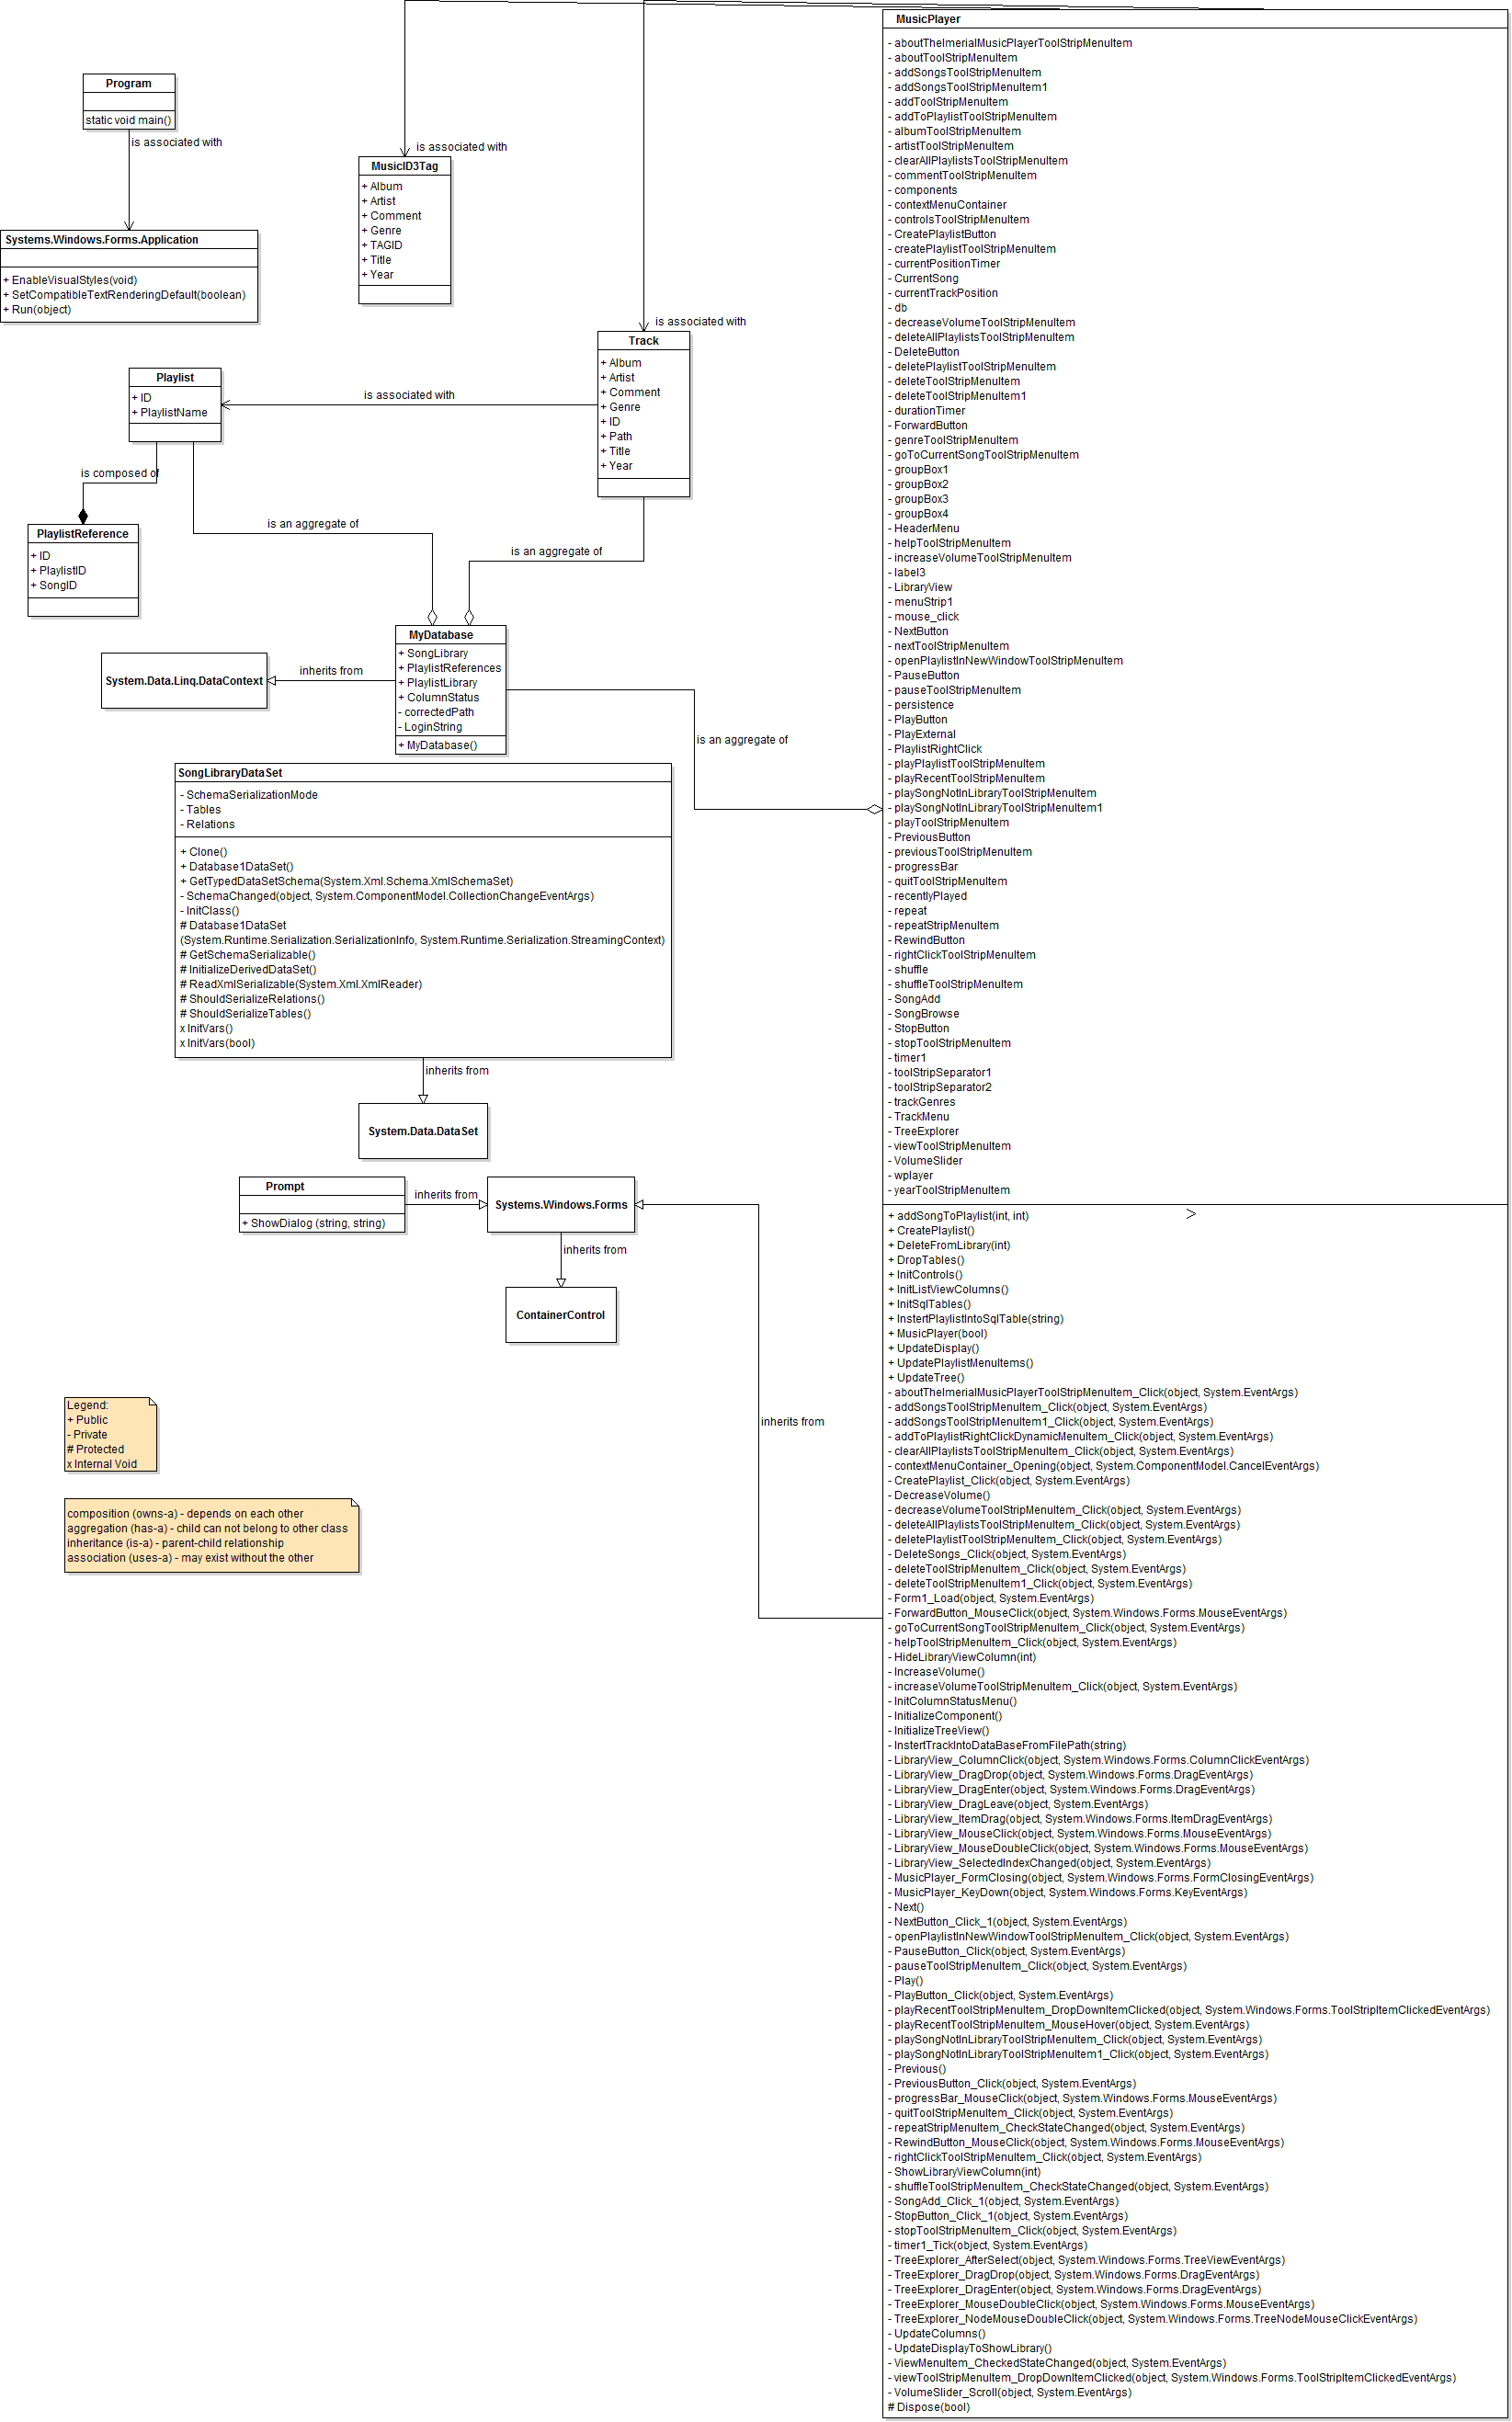 Program
static void main()
is associated with
Systems.Windows.Forms.Application
+ EnableVisualStyles(void)
+ SetCompatibleTextRenderingDefault(boolean)
+ Run(object)
is associated with
MusicID3Tag
+ Album
+ Artist
+ Comment
+ Genre
+ TAGID
+ Title
+ Year
is associated with
Track
+ Album
+ Artist
+ Comment
+ Genre
+ ID
+ Path
+ Title
+ Year
is associated with
Playlist
+ ID
+ PlaylistName
is composed of
PlaylistReference
+ ID
+ PlaylistID
+ SongID
is an aggregate of
is an aggregate of
MyDatabase
+ SongLibrary
+ PlaylistReferences
+ PlaylistLibrary
+ ColumnStatus
- correctedPath
- LoginString
+ MyDatabase()
inherits from
System.Data.Linq.DataContext
is an aggregate of
SongLibraryDataSet
- SchemaSerializationMode
- Tables
- Relations
+ Clone()
+ Database1DataSet()
+ GetTypedDataSetSchema(System.Xml.Schema.XmlSchemaSet)
- SchemaChanged(object, System.ComponentModel.CollectionChangeEventArgs)
- InitClass()
# Database1DataSet
(System.Runtime.Serialization.SerializationInfo, System.Runtime.Serialization.StreamingContext)
# GetSchemaSerializable()
# InitializeDerivedDataSet()
# ReadXmlSerializable(System.Xml.XmlReader)
# ShouldSerializeRelations()
# ShouldSerializeTables()
x InitVars()
x InitVars(bool)
inherits from
System.Data.DataSet
Prompt
+ ShowDialog (string, string)
inherits from
Systems.Windows.Forms
inherits from
ContainerControl
inherits from
Legend:
+ Public
- Private
# Protected
x Internal Void
composition (owns-a) - depends on each other
aggregation (has-a) - child can not belong to other class
inheritance (is-a) - parent-child relationship
association (uses-a) - may exist without the other
MusicPlayer
- aboutTheImerialMusicPlayerToolStripMenuItem
- aboutToolStripMenuItem
- addSongsToolStripMenuItem
- addSongsToolStripMenuItem1
- addToolStripMenuItem
- addToPlaylistToolStripMenuItem
- albumToolStripMenuItem
- artistToolStripMenuItem
- clearAllPlaylistsToolStripMenuItem
- commentToolStripMenuItem
- components
- contextMenuContainer
- controlsToolStripMenuItem
- CreatePlaylistButton
- createPlaylistToolStripMenuItem
- currentPositionTimer
- CurrentSong
- currentTrackPosition
- db
- decreaseVolumeToolStripMenuItem
- deleteAllPlaylistsToolStripMenuItem
- DeleteButton
- deletePlaylistToolStripMenuItem
- deleteToolStripMenuItem
- deleteToolStripMenuItem1
- durationTimer
- ForwardButton
- genreToolStripMenuItem
- goToCurrentSongToolStripMenuItem
- groupBox1
- groupBox2
- groupBox3
- groupBox4
- HeaderMenu
- helpToolStripMenuItem
- increaseVolumeToolStripMenuItem
- label3
- LibraryView
- menuStrip1
- mouse_click
- NextButton
- nextToolStripMenuItem
- openPlaylistInNewWindowToolStripMenuItem
- PauseButton
- pauseToolStripMenuItem
- persistence
- PlayButton
- PlayExternal
- PlaylistRightClick
- playPlaylistToolStripMenuItem
- playRecentToolStripMenuItem
- playSongNotInLibraryToolStripMenuItem
- playSongNotInLibraryToolStripMenuItem1
- playToolStripMenuItem
- PreviousButton
- previousToolStripMenuItem
- progressBar
- quitToolStripMenuItem
- recentlyPlayed
- repeat
- repeatStripMenuItem
- RewindButton
- rightClickToolStripMenuItem
- shuffle
- shuffleToolStripMenuItem
- SongAdd
- SongBrowse
- StopButton
- stopToolStripMenuItem
- timer1
- toolStripSeparator1
- toolStripSeparator2
- trackGenres
- TrackMenu
- TreeExplorer
- viewToolStripMenuItem
- VolumeSlider
- wplayer
- yearToolStripMenuItem
+ addSongToPlaylist(int, int)
+ CreatePlaylist()
+ DeleteFromLibrary(int)
+ DropTables()
+ InitControls()
+ InitListViewColumns()
+ InitSqlTables()
+ InstertPlaylistIntoSqlTable(string)
+ MusicPlayer(bool)
+ UpdateDisplay()
+ UpdatePlaylistMenuItems()
+ UpdateTree()
- aboutTheImerialMusicPlayerToolStripMenuItem_Click(object, System.EventArgs)
- addSongsToolStripMenuItem_Click(object, System.EventArgs)
- addSongsToolStripMenuItem1_Click(object, System.EventArgs)
- addToPlaylistRightClickDynamicMenuItem_Click(object, System.EventArgs)
- clearAllPlaylistsToolStripMenuItem_Click(object, System.EventArgs)
- contextMenuContainer_Opening(object, System.ComponentModel.CancelEventArgs)
- CreatePlaylist_Click(object, System.EventArgs)
- DecreaseVolume()
- decreaseVolumeToolStripMenuItem_Click(object, System.EventArgs)
- deleteAllPlaylistsToolStripMenuItem_Click(object, System.EventArgs)
- deletePlaylistToolStripMenuItem_Click(object, System.EventArgs)
- DeleteSongs_Click(object, System.EventArgs)
- deleteToolStripMenuItem_Click(object, System.EventArgs)
- deleteToolStripMenuItem1_Click(object, System.EventArgs)
- Form1_Load(object, System.EventArgs)
- ForwardButton_MouseClick(object, System.Windows.Forms.MouseEventArgs)
- goToCurrentSongToolStripMenuItem_Click(object, System.EventArgs)
- helpToolStripMenuItem_Click(object, System.EventArgs)
- HideLibraryViewColumn(int)
- IncreaseVolume()
- increaseVolumeToolStripMenuItem_Click(object, System.EventArgs)
- InitColumnStatusMenu()
- InitializeComponent()
- InitializeTreeView()
- InstertTrackIntoDataBaseFromFilePath(string)
- LibraryView_ColumnClick(object, System.Windows.Forms.ColumnClickEventArgs)
- LibraryView_DragDrop(object, System.Windows.Forms.DragEventArgs)
- LibraryView_DragEnter(object, System.Windows.Forms.DragEventArgs)
- LibraryView_DragLeave(object, System.EventArgs)
- LibraryView_ItemDrag(object, System.Windows.Forms.ItemDragEventArgs)
- LibraryView_MouseClick(object, System.Windows.Forms.MouseEventArgs)
- LibraryView_MouseDoubleClick(object, System.Windows.Forms.MouseEventArgs)
- LibraryView_SelectedIndexChanged(object, System.EventArgs)
- MusicPlayer_FormClosing(object, System.Windows.Forms.FormClosingEventArgs)
- MusicPlayer_KeyDown(object, System.Windows.Forms.KeyEventArgs)
- Next()
- NextButton_Click_1(object, System.EventArgs)
- openPlaylistInNewWindowToolStripMenuItem_Click(object, System.EventArgs)
- PauseButton_Click(object, System.EventArgs)
- pauseToolStripMenuItem_Click(object, System.EventArgs)
- Play()
- PlayButton_Click(object, System.EventArgs)
- playRecentToolStripMenuItem_DropDownItemClicked(object, System.Windows.Forms.ToolStripItemClickedEventArgs)
- playRecentToolStripMenuItem_MouseHover(object, System.EventArgs)
- playSongNotInLibraryToolStripMenuItem_Click(object, System.EventArgs)
- playSongNotInLibraryToolStripMenuItem1_Click(object, System.EventArgs)
- Previous()
- PreviousButton_Click(object, System.EventArgs)
- progressBar_MouseClick(object, System.Windows.Forms.MouseEventArgs)
- quitToolStripMenuItem_Click(object, System.EventArgs)
- repeatStripMenuItem_CheckStateChanged(object, System.EventArgs)
- RewindButton_MouseClick(object, System.Windows.Forms.MouseEventArgs)
- rightClickToolStripMenuItem_Click(object, System.EventArgs)
- ShowLibraryViewColumn(int)
- shuffleToolStripMenuItem_CheckStateChanged(object, System.EventArgs)
- SongAdd_Click_1(object, System.EventArgs)
- StopButton_Click_1(object, System.EventArgs)
- stopToolStripMenuItem_Click(object, System.EventArgs)
- timer1_Tick(object, System.EventArgs)
- TreeExplorer_AfterSelect(object, System.Windows.Forms.TreeViewEventArgs)
- TreeExplorer_DragDrop(object, System.Windows.Forms.DragEventArgs)
- TreeExplorer_DragEnter(object, System.Windows.Forms.DragEventArgs)
- TreeExplorer_MouseDoubleClick(object, System.Windows.Forms.MouseEventArgs)
- TreeExplorer_NodeMouseDoubleClick(object, System.Windows.Forms.TreeNodeMouseClickEventArgs)
- UpdateColumns()
- UpdateDisplayToShowLibrary()
- ViewMenuItem_CheckedStateChanged(object, System.EventArgs)
- viewToolStripMenuItem_DropDownItemClicked(object, System.Windows.Forms.ToolStripItemClickedEventArgs)
- VolumeSlider_Scroll(object, System.EventArgs)
# Dispose(bool)